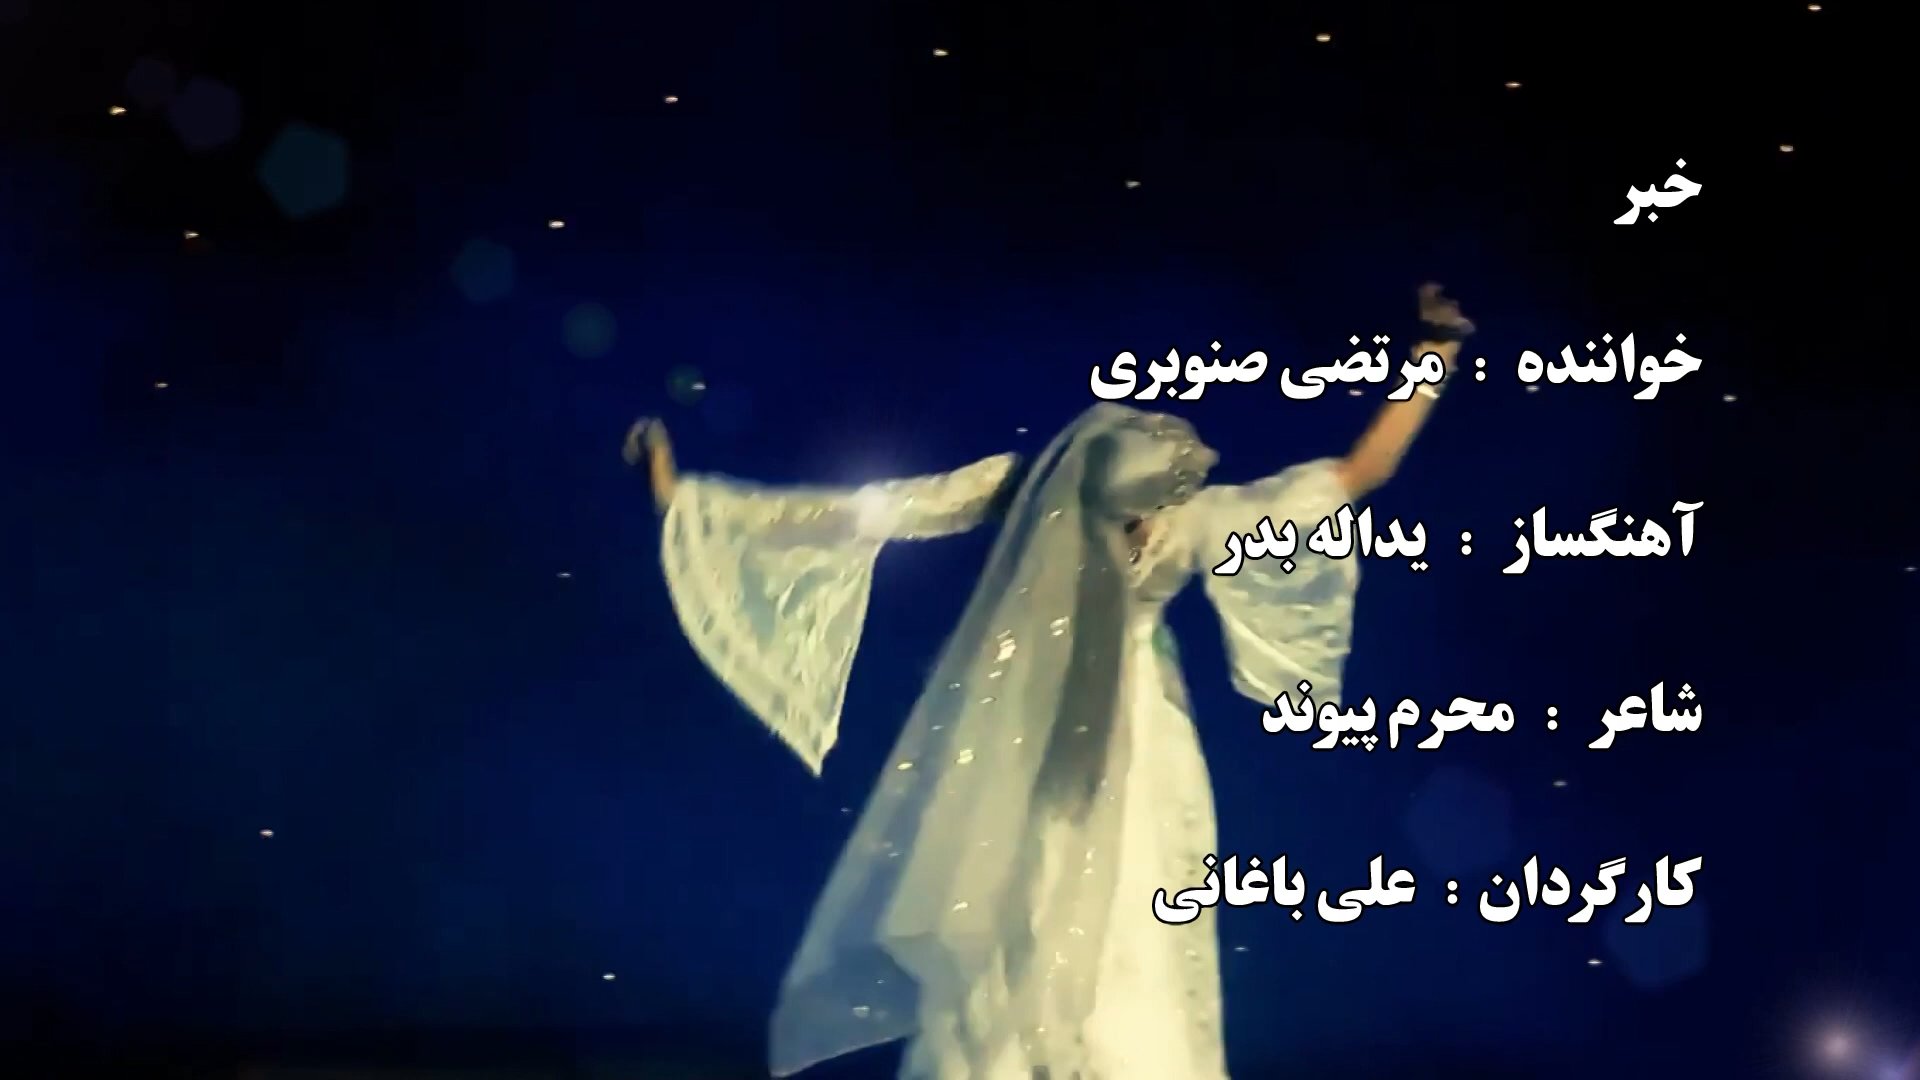 خبر
خواننده : مرتضی صنوبری
آهنگساز : یداله بدر
شاعر : محرم پیوند
کارگردان : علی باغانی